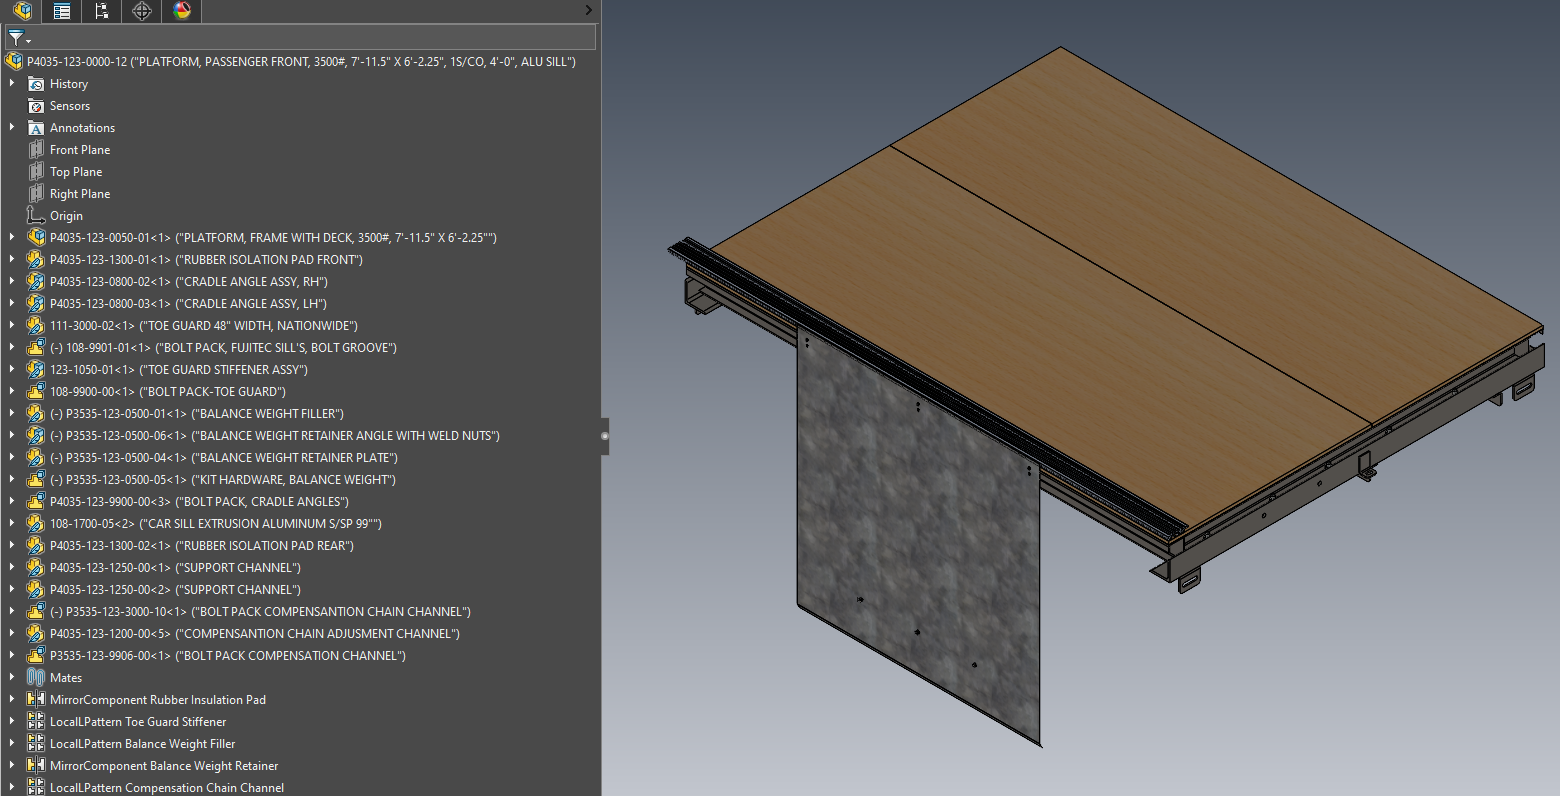 P4035-123-0000-12 ("PLATFORM, PASSENGER FRONT, 3500#, 7'-11.5" X 6'-2.25", 1S/CO, 4'-0", ALU SILL")
History
Sensors
A Annotations
Front Plane
Top Plane
Right Plane
Origin
P4035-123-0050-01<1> ("PLATFORM, FRAME WITH DECK, 3500#, 7'-11.5" X 6'-2.25"")
P4035-123-1300-01<1> ("RUBBER ISOLATION PAD FRONT")
P4035-123-0800-02<1> ("CRADLE ANGLE ASSY, RH")
P4035-123-0800-03<1> ("CRADLE ANGLE ASSY, LH")
111-3000-02<1> ("TOE GUARD 48" WIDTH, NATIONWIDE")
(-) 108-9901-01<1> ("BOLT PACK, FUJITEC SILL'S, BOLT GROOVE")
123-1050-01<1> ("TOE GUARD STIFFENER ASSY")
108-9900-00<1> ("BOLT PACK-TOE GUARD")
(-) P3535-123-0500-01<1> ("BALANCE WEIGHT FILLER")
(-) P3535-123-0500-06<1> ("BALANCE WEIGHT RETAINER ANGLE WITH WELD NUTS")
(-) P3535-123-0500-04<1> ("BALANCE WEIGHT RETAINER PLATE")
(-) P3535-123-0500-05<1> ("KIT HARDWARE, BALANCE WEIGHT")
P4035-123-9900-00<3> ("BOLT PACK, CRADLE ANGLES")
108-1700-05<2> ("CAR SILL EXTRUSION ALUMINUM S/SP 99"")
P4035-123-1300-02<1> ("RUBBER ISOLATION PAD REAR")
P4035-123-1250-00<1> ("SUPPORT CHANNEL")
P4035-123-1250-00<2> ("SUPPORT CHANNEL")
(-) P3535-123-3000-10<1> ("BOLT PACK COMPENSANTION CHAIN CHANNEL")
P4035-123-1200-00<5> ("COMPENSANTION CHAIN ADJUSMENT CHANNEL")
P3535-123-9906-00<1> ("BOLT PACK COMPENSATION CHANNEL")
Mates
MirrorComponent Rubber Insulation Pad
LocalLPattern Toe Guard Stiffener
LocalLPattern Balance Weight Filler
MirrorComponent Balance Weight Retainer
LocalLPattern Compensation Chain Channel